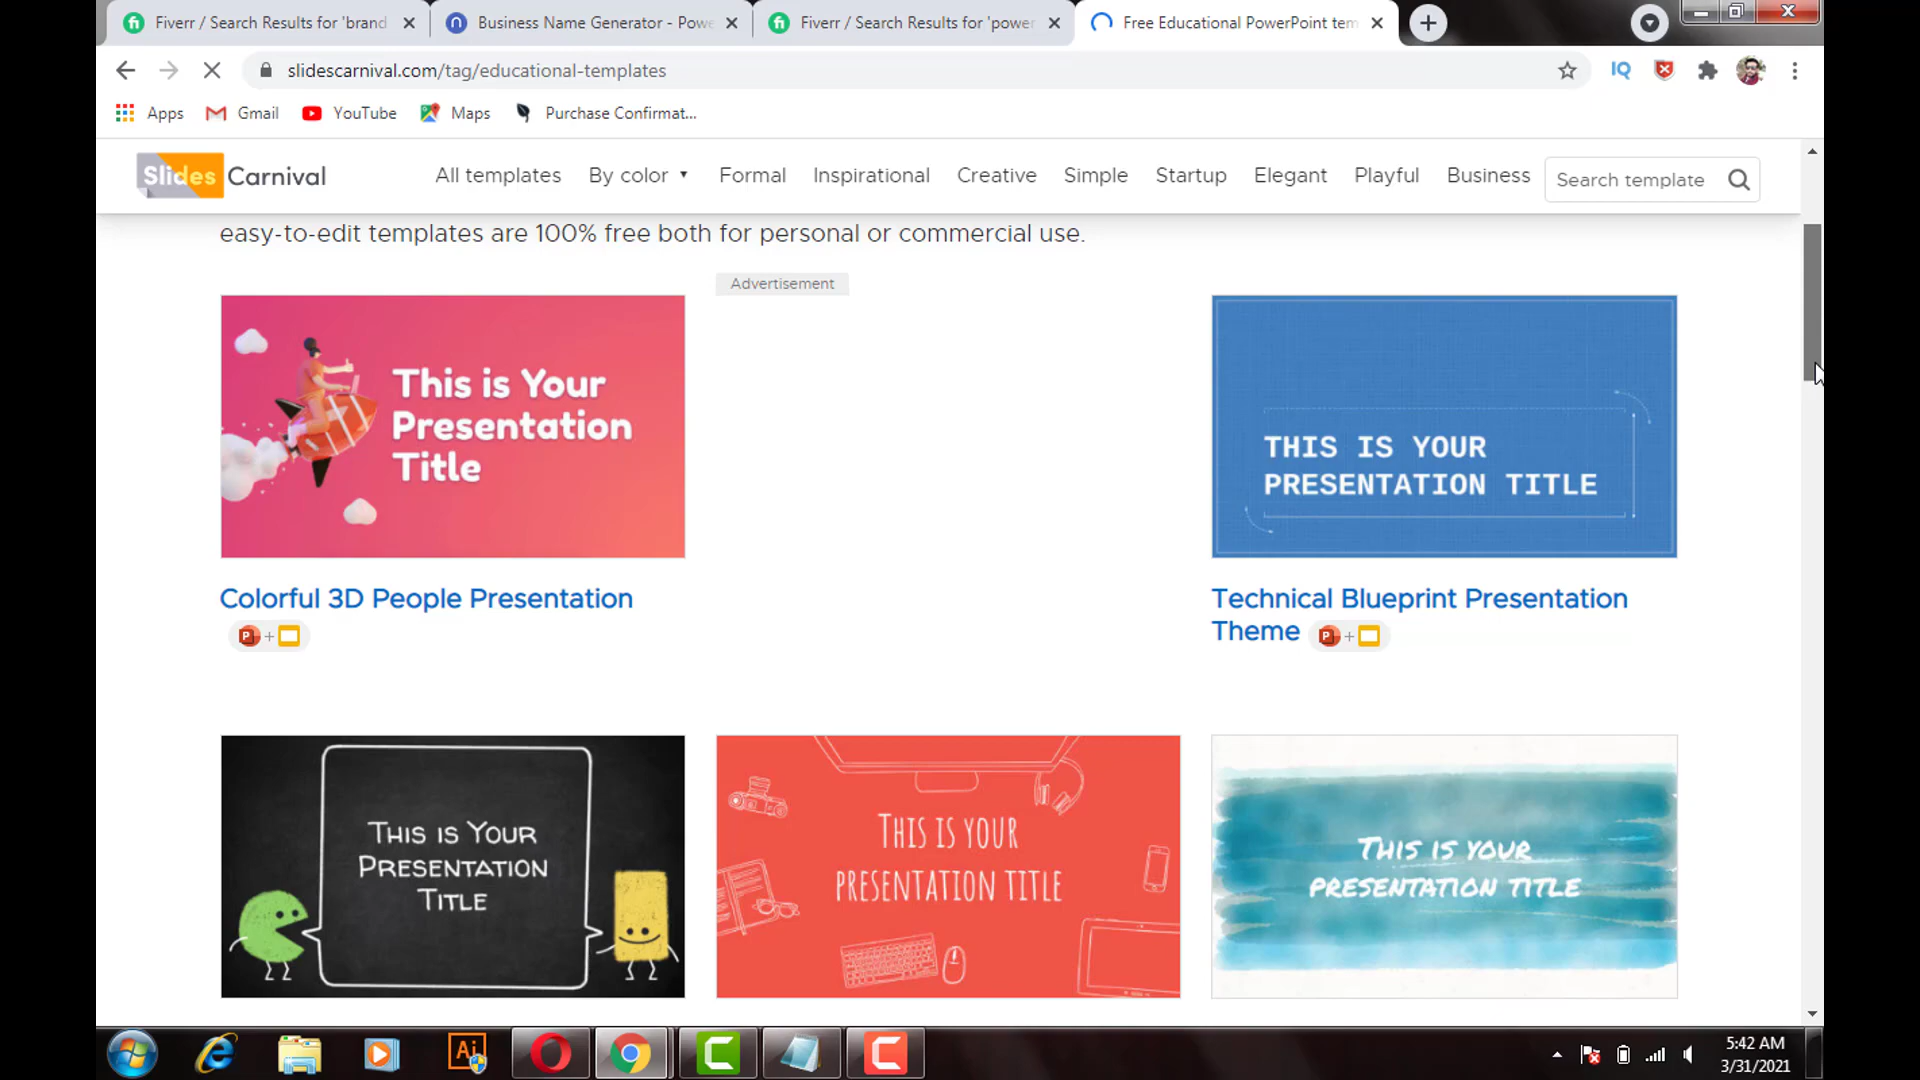 Fiverr / Search Results for 'brand
Business Name Generator - Powe
Fiverr / Search Results for 'power
Free Educational PowerPoint tem
slidescarnival.com/tag/educational-templates
IQ
Apps
Gmail
YouTube
Maps
Purchase Confirmat...
Slides Carnival
All templates
By color
Formal
Inspirational
Creative
Simple
Startup
Elegant
Playful
Business
Search template
easy-to-edit templates are 100% free both for personal or commercial use.
Advertisement
This is Your
Presentation
Title
THIS IS YOUR
PRESENTATION TITLE
Colorful 3D People Presentation
P +
Technical Blueprint Presentation
Theme P +
THIS IS YOUR
PRESENTATION
TITLE
THIS IS YOUR
PRESENTATION TITLE
THIS IS YOUR
PRESENTATION TITLE
Ai
5:42 AM
3/31/2021